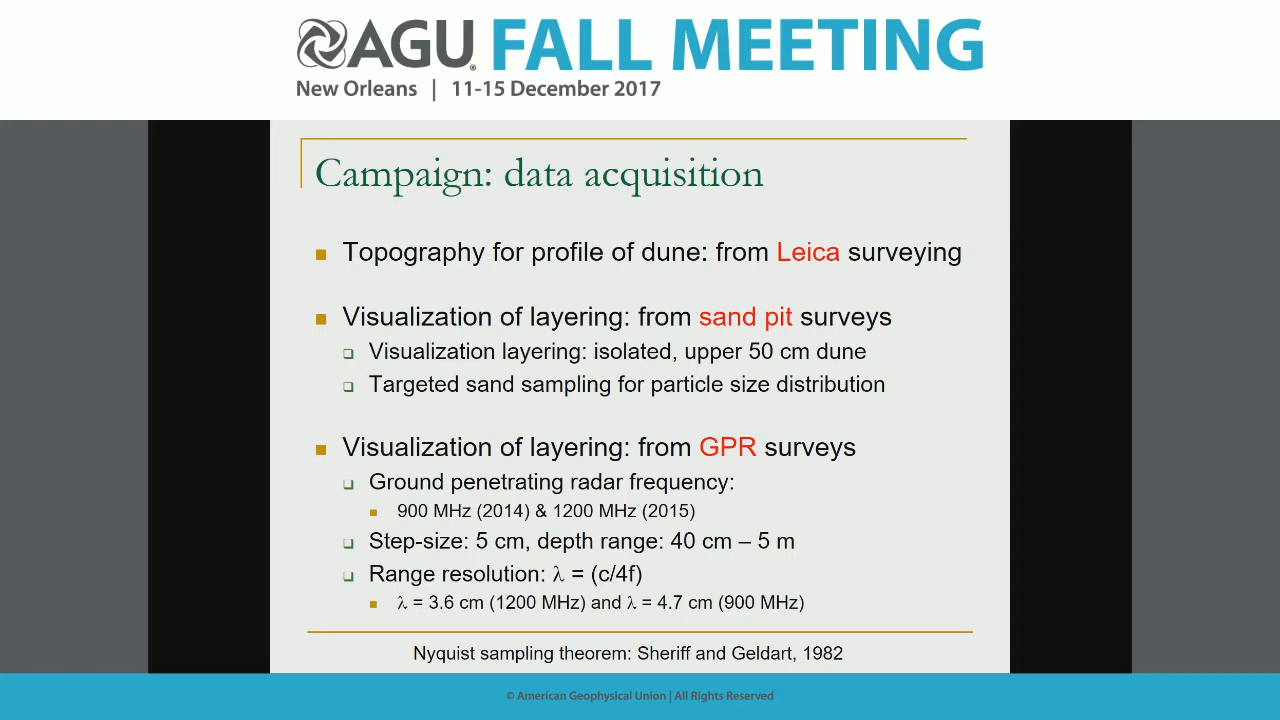 AGU FALL MEETING
New Orleans | 11-15 December 2017
Campaign: data acquisition
Topography for profile of dune: from Leica surveying
Visualization of layering: from sand pit surveys
Visualization layering: isolated, upper 50 cm dune
Targeted sand sampling for particle size distribution
Visualization of layering: from GPR surveys
Ground penetrating radar frequency:
900 MHz (2014) & 1200 MHz (2015)
Step-size: 5 cm, depth range: 40 cm – 5 m
Range resolution: λ = (c/4f)
λ = 3.6 cm (1200 MHz) and λ = 4.7 cm (900 MHz)
Nyquist sampling theorem: Sheriff and Geldart, 1982
© American Geophysical Union | All Rights Reserved